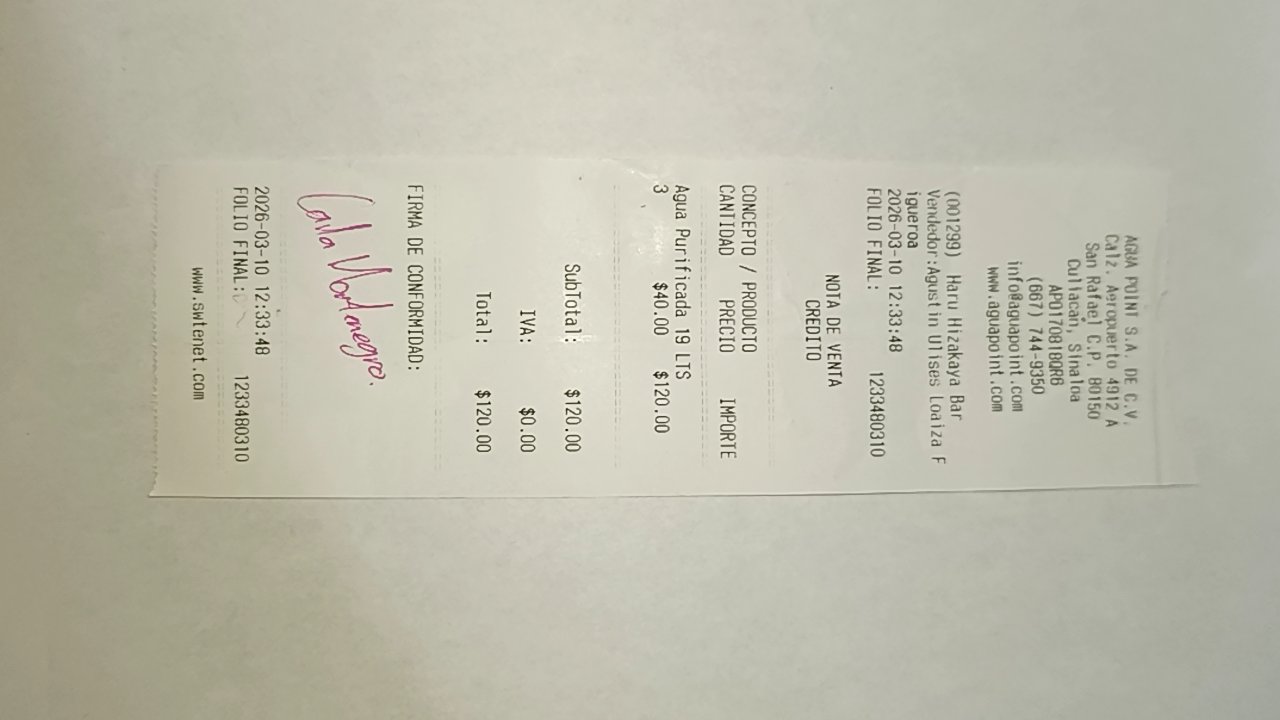 AGUA POINT S.A. DE C.V.
Calz. Aeropuerto 4912 A
San Rafael C.P. 80150
Culiacan, Sinaloa
APO170818QR6
(667) 744-9350
info@aguapoint.com
www.aguapoint.com
(001299) Haru Hizakaya Bar
Vendedor:Agustin Ulises Loaiza F
igueroa
2026-03-10 12:33:48
FOLIO FINAL: 1233480310
NOTA DE VENTA
CREDITO
CONCEPTO / PRODUCTO
CANTIDAD PRECIO IMPORTE
Agua Purificada 19 LTS
3 $40.00 $120.00
SubTotal: $120.00
IVA: $0.00
Total: $120.00
FIRMA DE CONFORMIDAD:
Carla Montenegro.
2026-03-10 12:33:48
FOLIO FINAL: 1233480310
www.swtenet.com